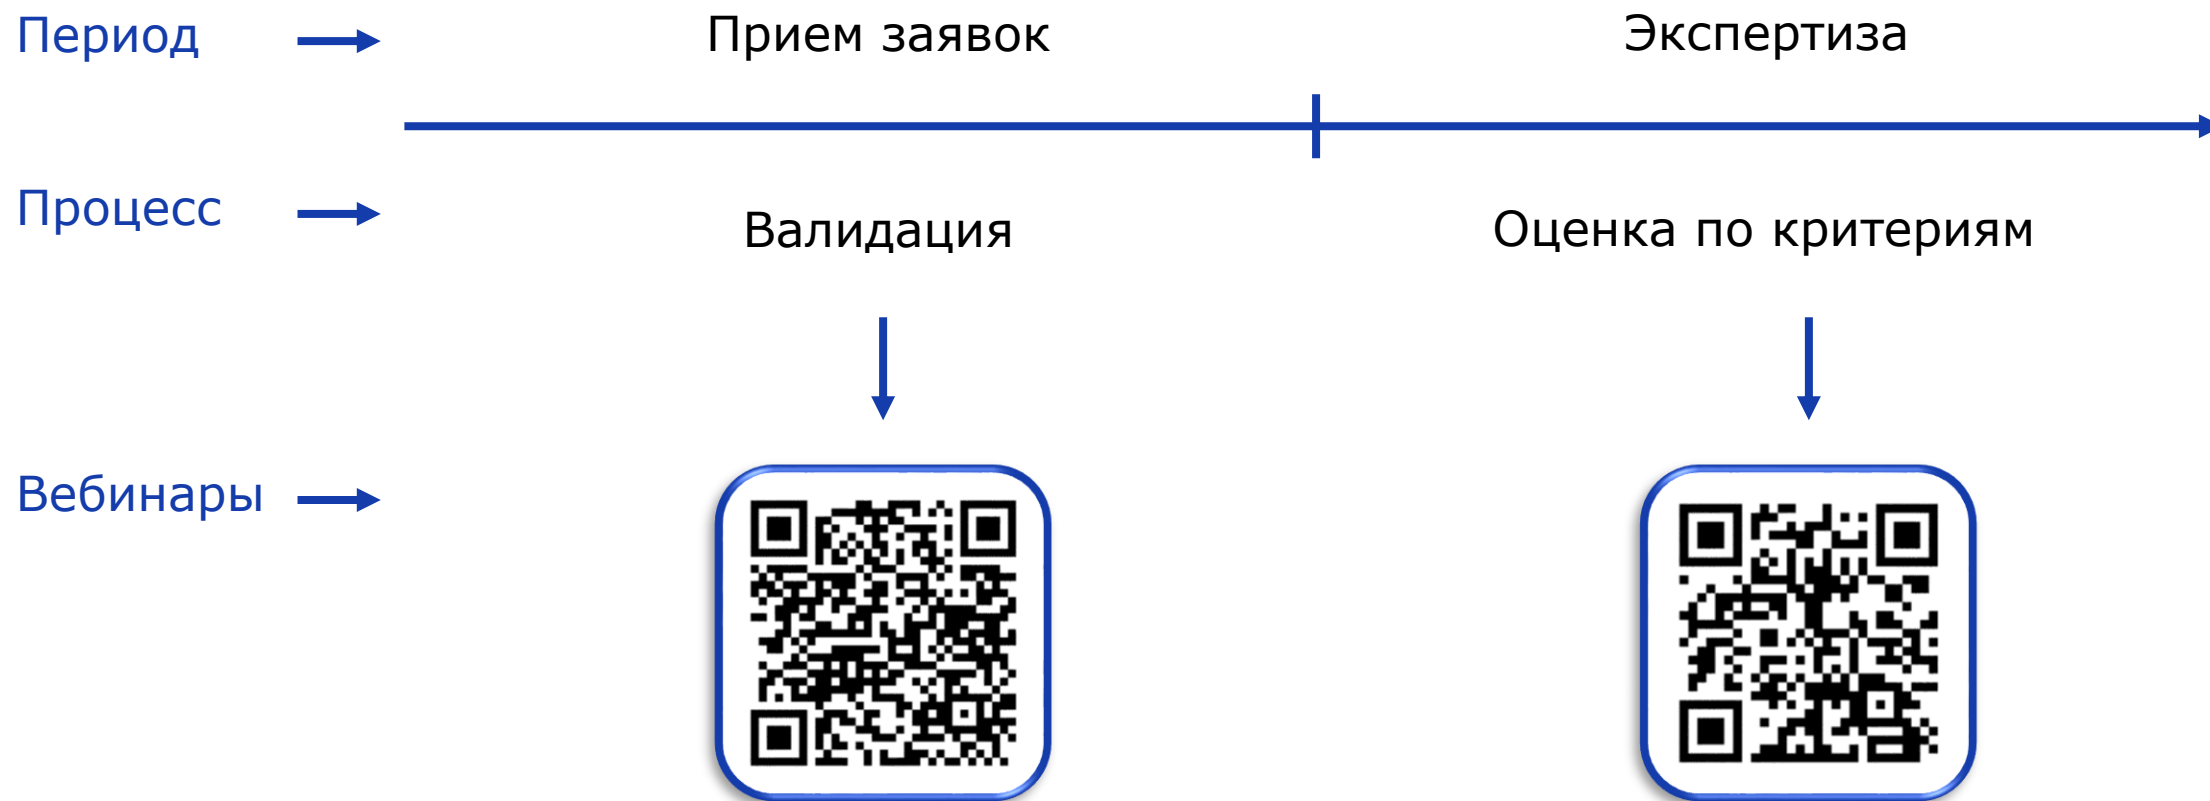 Период
Прием заявок
Экспертиза
Процесс
Валидация
Оценка по критериям
Вебинары